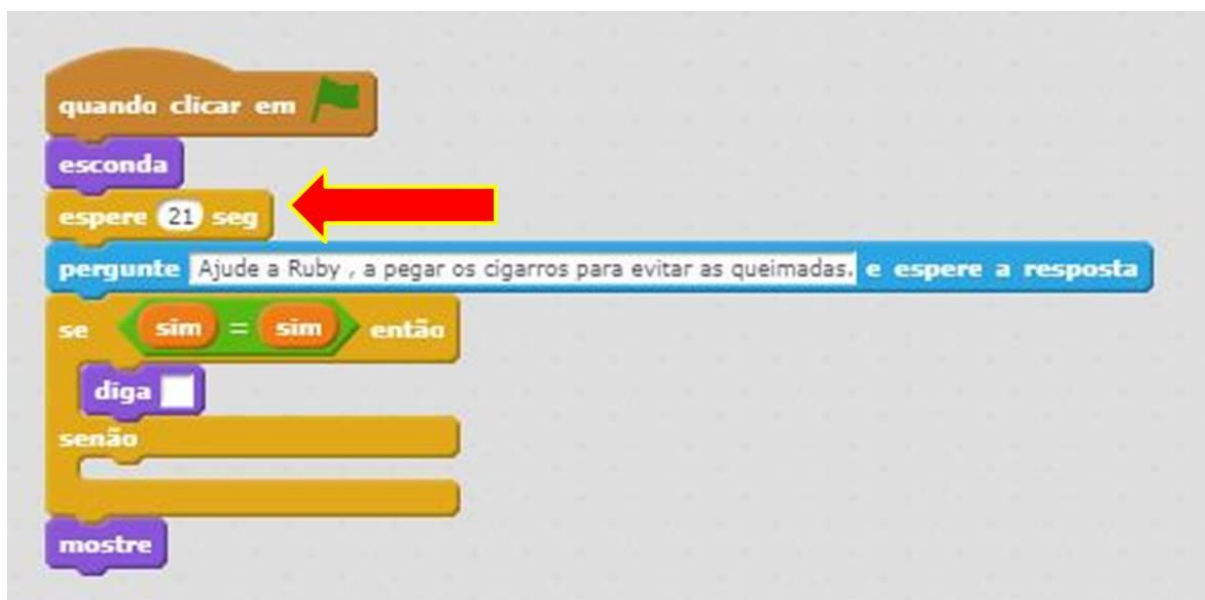 quando clicar em
esconda
espere 21 seg
pergunte Ajude a Ruby , a pegar os cigarros para evitar as queimadas. e espere a resposta
se sim = sim então
diga
senão
mostre